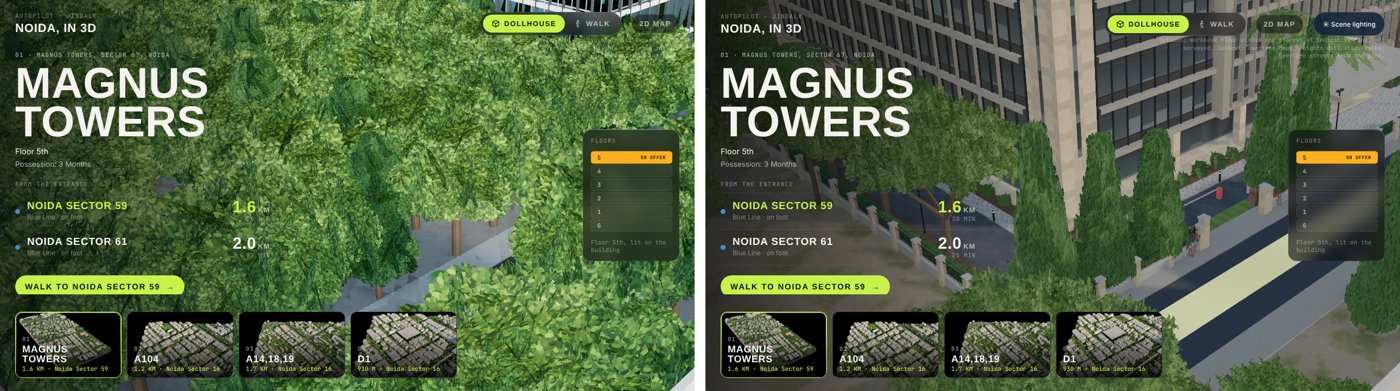 AUTOPILOT · JINDALX
NOIDA, IN 3D
DOLLHOUSE
WALK
2D MAP
01 · MAGNUS TOWERS, SECTOR 67, NOIDA
MAGNUS
TOWERS
Floor 5th
Possession: 3 Months
FROM THE ENTRANCE
NOIDA SECTOR 59
1.6 KM
Blue Line · on foot
NOIDA SECTOR 61
2.0 KM
Blue Line · on foot
WALK TO NOIDA SECTOR 59 →
FLOORS
5 ON OFFER
4
3
2
1
G
Floor 5th, lit on the
building
01
MAGNUS
TOWERS
1.6 KM · Noida Sector 59
A104
1.2 KM · Noida Sector 16
A14,18,19
1.7 KM · Noida Sector 16
D1
930 M · Noida Sector 16
AUTOPILOT · JINDALX
NOIDA, IN 3D
DOLLHOUSE
WALK
2D MAP
Scene lighting
01 · MAGNUS TOWERS, SECTOR 67, NOIDA
MAGNUS
TOWERS
Floor 5th
Possession: 3 Months
FROM THE ENTRANCE
NOIDA SECTOR 59
1.6 KM
Blue Line · on foot
20 MIN
NOIDA SECTOR 61
2.0 KM
Blue Line · on foot
25 MIN
WALK TO NOIDA SECTOR 59 →
FLOORS
5 ON OFFER
4
3
2
1
G
Floor 5th, lit on the
building
01
MAGNUS
TOWERS
1.6 KM · Noida Sector 59
A104
1.2 KM · Noida Sector 16
A14,18,19
1.7 KM · Noida Sector 16
D1
930 M · Noida Sector 16